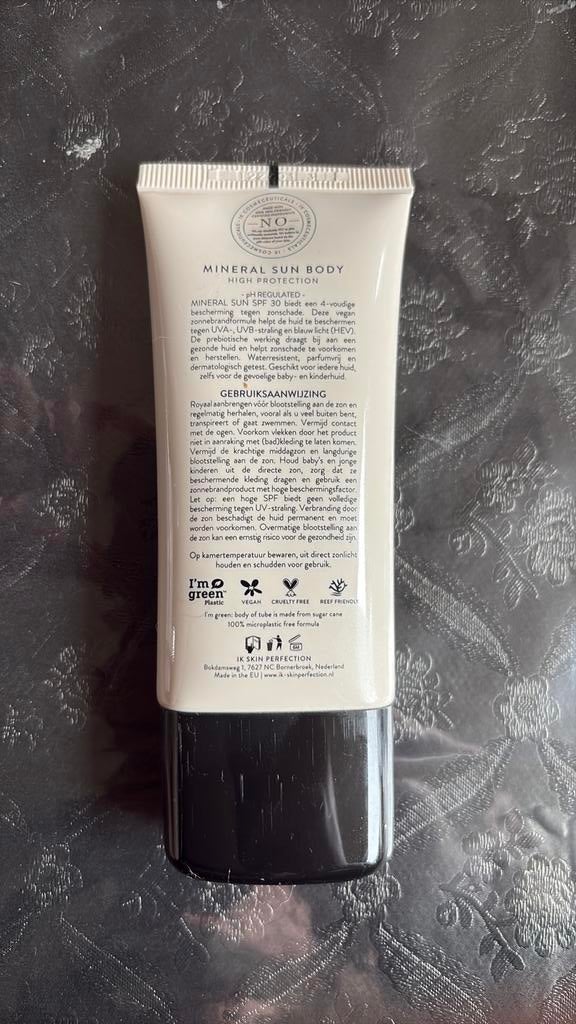 IK COSMECEUTICALS · IK COSMECEUTICALS
NO
MINERAL SUN BODY
HIGH PROTECTION
- pH REGULATED -
MINERAL SUN SPF 30 biedt een 4-voudige
bescherming tegen zonschade. Deze vegan
zonnebrandformule helpt de huid te beschermen
tegen UVA-, UVB-straling en blauw licht (HEV).
De prebiotische werking draagt bij aan een
gezonde huid en helpt zonschade te voorkomen
en herstellen. Waterresistent, parfumvrij en
dermatologisch getest. Geschikt voor iedere huid,
zelfs voor de gevoelige baby- en kinderhuid.
GEBRUIKSAANWIJZING
Royaal aanbrengen vóór blootstelling aan de zon en
regelmatig herhalen, vooral als u veel buiten bent,
transpireert of gaat zwemmen. Vermijd contact
met de ogen. Voorkom vlekken door het product
niet in aanraking met (bad)kleding te laten komen.
Vermijd de krachtige middagzon en langdurige
blootstelling aan de zon. Houd baby's en jonge
kinderen uit de directe zon, zorg dat ze
beschermende kleding dragen en gebruik een
zonnebrandproduct met hoge beschermingsfactor.
Let op: een hoge SPF biedt geen volledige
bescherming tegen UV-straling. Verbranding door
de zon beschadigt de huid permanent en moet
worden voorkomen. Overmatige blootstelling aan
de zon kan een ernstig risico voor de gezondheid zijn.
Op kamertemperatuur bewaren, uit direct zonlicht
houden en schudden voor gebruik.
I'm green™ Plastic
VEGAN
CRUELTY FREE
REEF FRIENDLY
I'm green: body of tube is made from sugar cane
100% microplastic free formula
6M
IK SKIN PERFECTION
Bokdamsweg 1, 7627 NC Bornerbroek, Nederland
Made in the EU | www.ik-skinperfection.nl